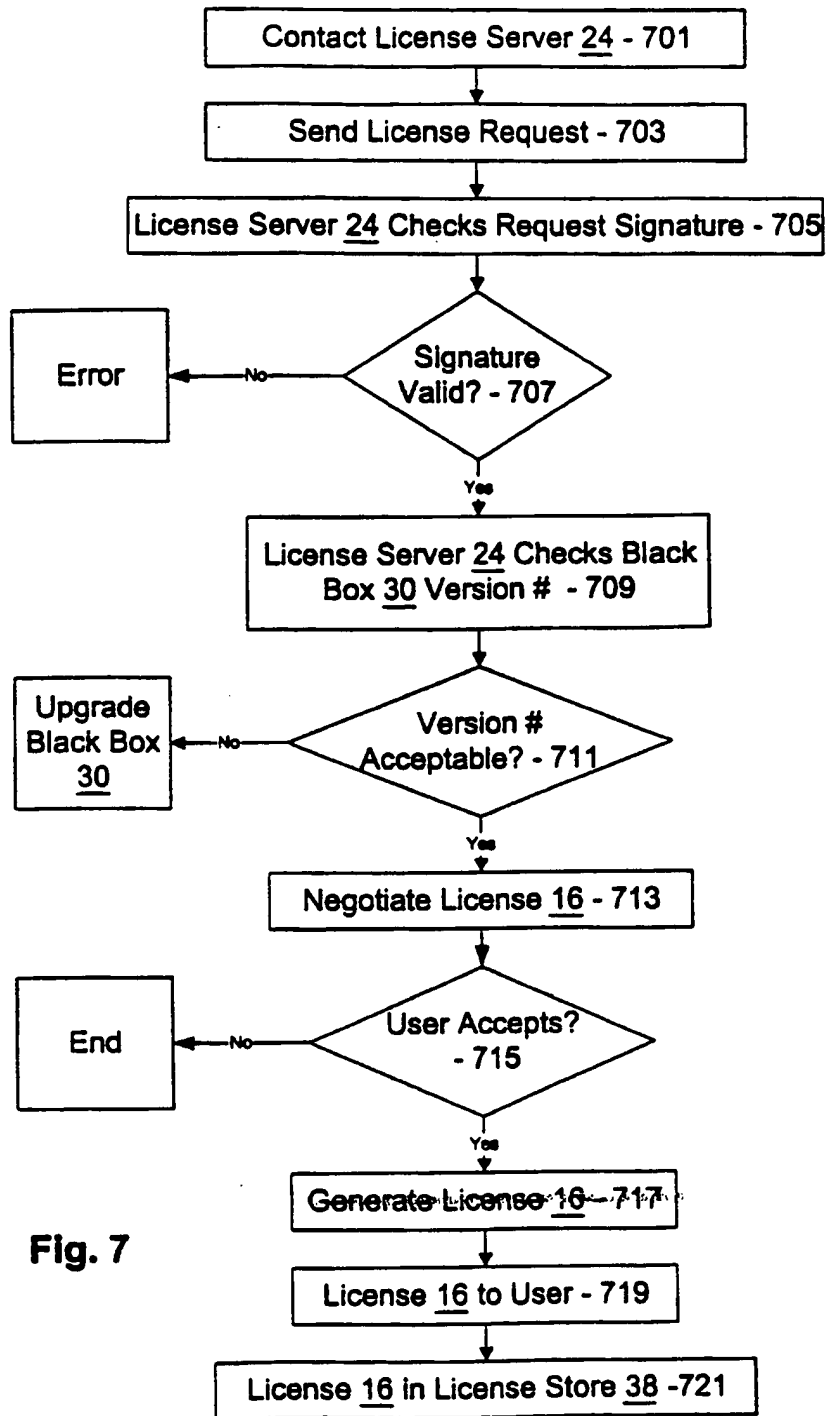 Contact License Server 24 - 701
Send License Request - 703
License Server 24 Checks Request Signature - 705
Signature
Valid? - 707
No
Error
Yes
License Server 24 Checks Black
Box 30 Version # - 709
Version #
Acceptable? - 711
No
Upgrade
Black Box
30
Yes
Negotiate License 16 - 713
User Accepts?
- 715
No
End
Yes
Generate License 16 - 717
Fig. 7
License 16 to User - 719
License 16 in License Store 38 -721